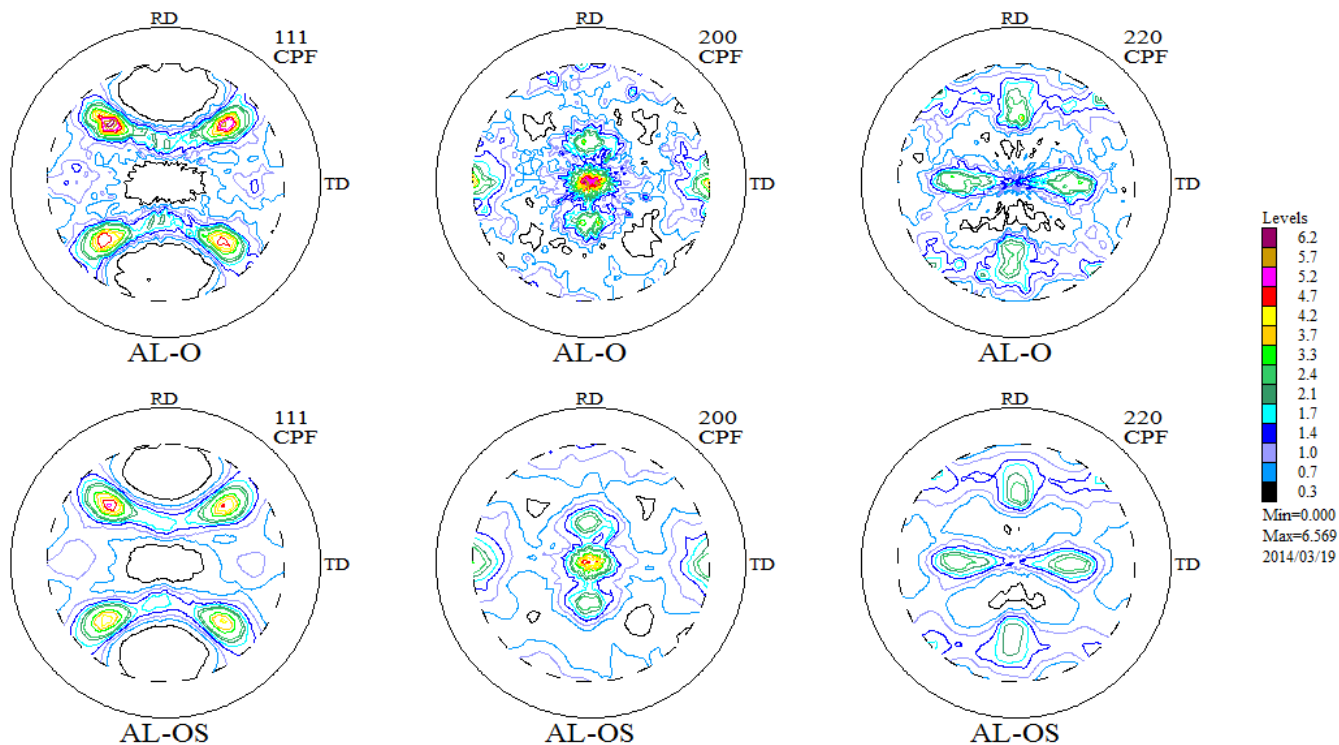 RD
111
CPF
TD
AL-O
RD
200
CPF
TD
AL-O
RD
220
CPF
TD
AL-O
RD
111
CPF
TD
AL-OS
RD
200
CPF
TD
AL-OS
RD
220
CPF
TD
AL-OS
Levels
6.2
5.7
5.2
4.7
4.2
3.7
3.3
2.4
2.1
1.7
1.4
1.0
0.7
0.3
Min=0.000
Max=6.569
2014/03/19